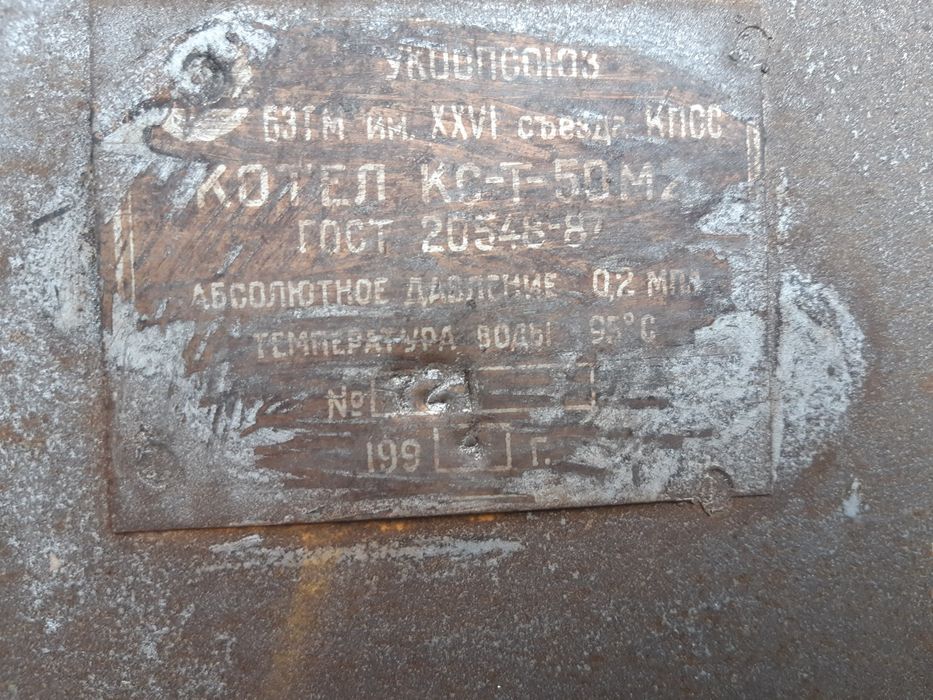 УКООПСОЮЗ
БЗТМ им. XXVI съезда КПСС
КОТЕЛ КС-Т-50М2
ГОСТ 20548-87
АБСОЛЮТНОЕ ДАВЛЕНИЕ 0,2 МПа
ТЕМПЕРАТУРА ВОДЫ 95°С
№
199 Г.